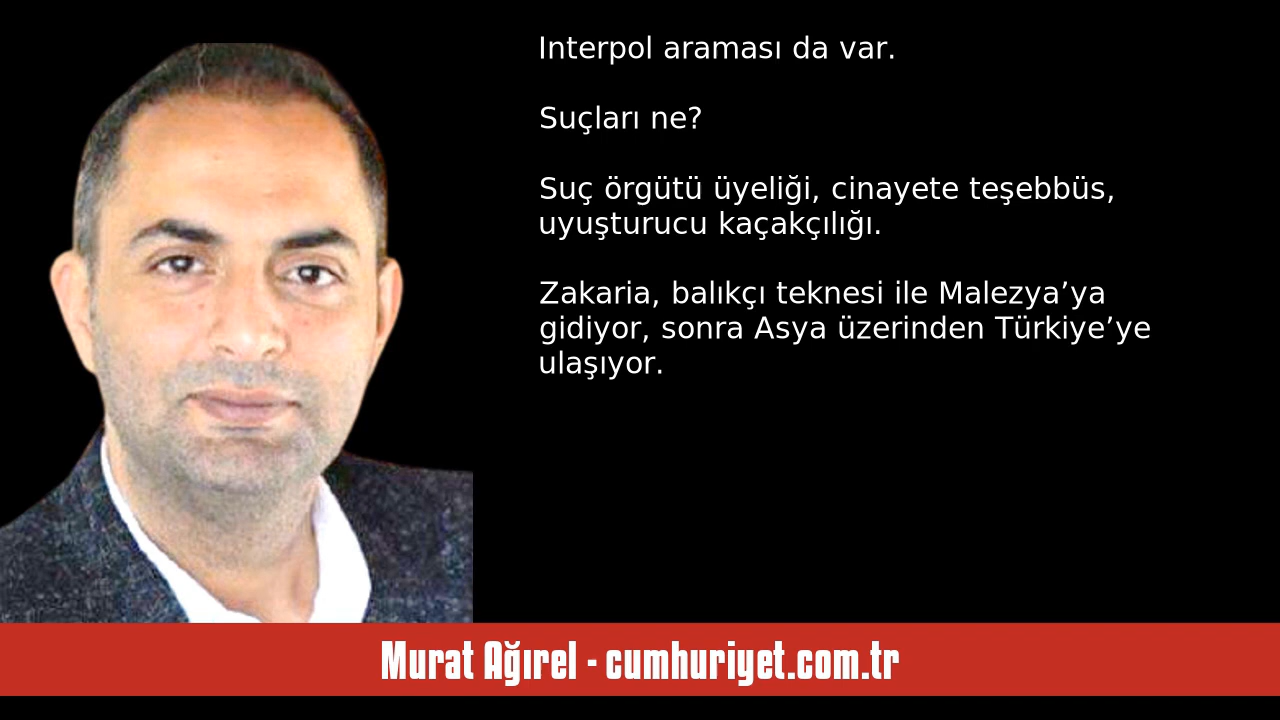 Interpol araması da var.
Suçları ne?
Suç örgütü üyeliği, cinayete teşebbüs,
uyuşturucu kaçakçılığı.
Zakaria, balıkçı teknesi ile Malezya’ya
gidiyor, sonra Asya üzerinden Türkiye’ye
ulaşıyor.
Murat Ağırel - cumhuriyet.com.tr